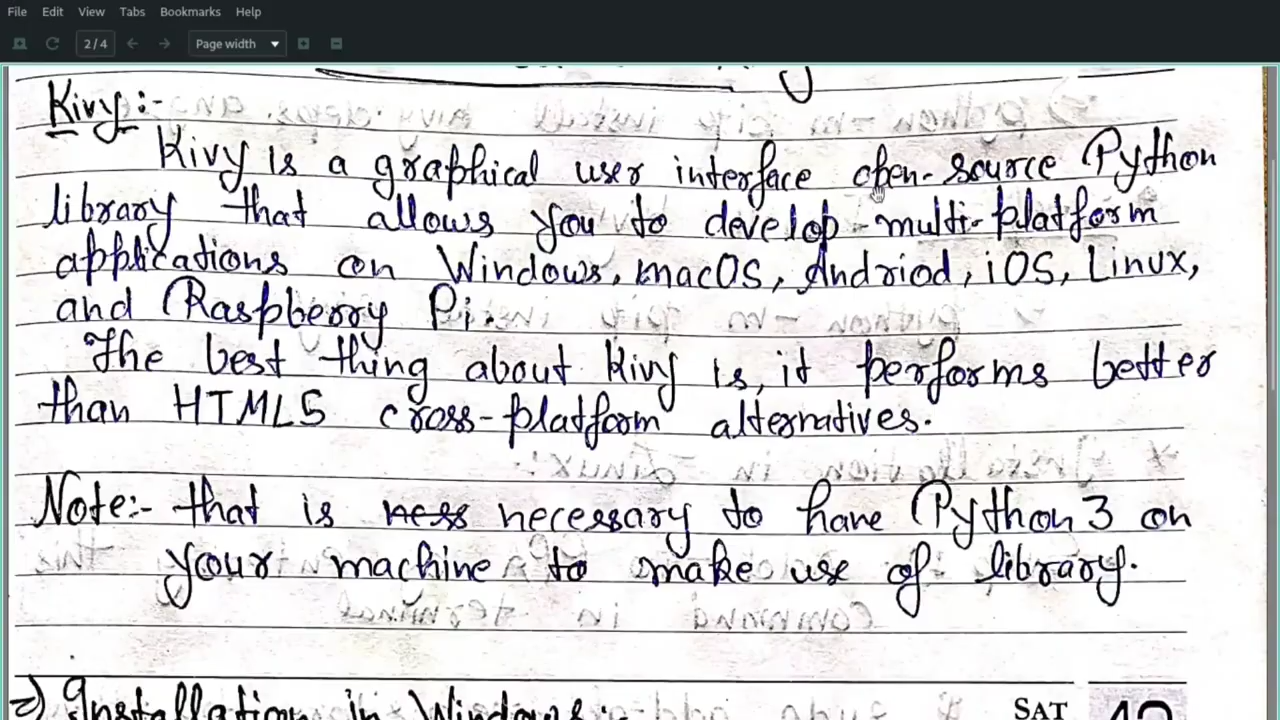 File Edit View Tabs Bookmarks Help
2/4 Page width
Kivy:-
Kivy is a graphical user interface open-source Python
library that allows you to develop multi-platform
applications on Windows, macOS, Andriod, iOS, Linux,
and Raspberry Pi.
The best thing about Kivy is, it performs better
than HTML5 cross-platform alternatives.
Note:- that is ness necessary to have Python 3 on
your machine to make use of library.
Installation in Windows:-
SAT